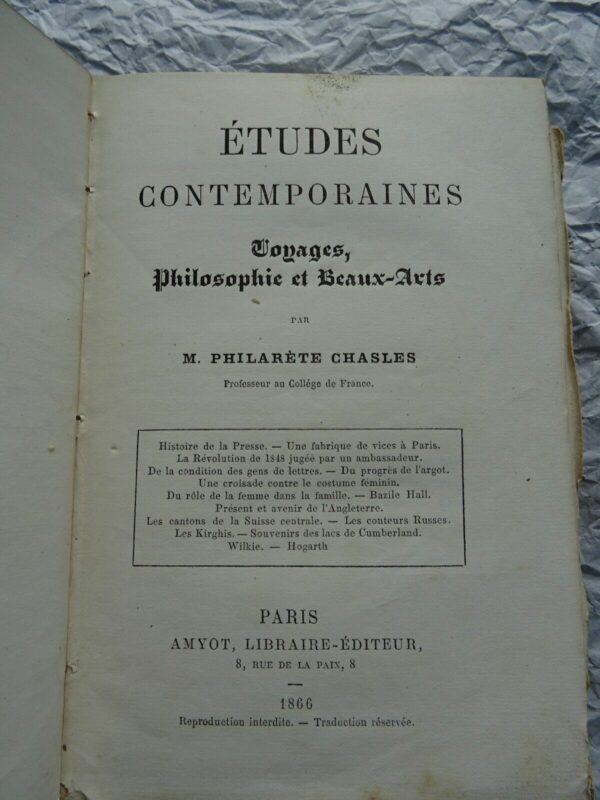 ÉTUDES
CONTEMPORAINES
Voyages,
Philosophie et Beaux-Arts
PAR
M. PHILARÈTE CHASLES
Professeur au Collége de France.
Histoire de la Presse. — Une fabrique de vices à Paris.
La Révolution de 1848 jugéé par un ambassadeur.
De la condition des gens de lettres. — Du progrès de l'argot.
Une croisade contre le costume féminin.
Du rôle de la femme dans la famille. — Bazile Hall.
Présent et avenir de l'Angleterre.
Les cantons de la Suisse centrale. — Les conteurs Russes.
Les Kirghis. — Souvenirs des lacs de Cumberland.
Wilkie. — Hogarth
PARIS
AMYOT, LIBRAIRE-ÉDITEUR,
8, RUE DE LA PAIX, 8
1866
Reproduction interdite. — Traduction réservée.